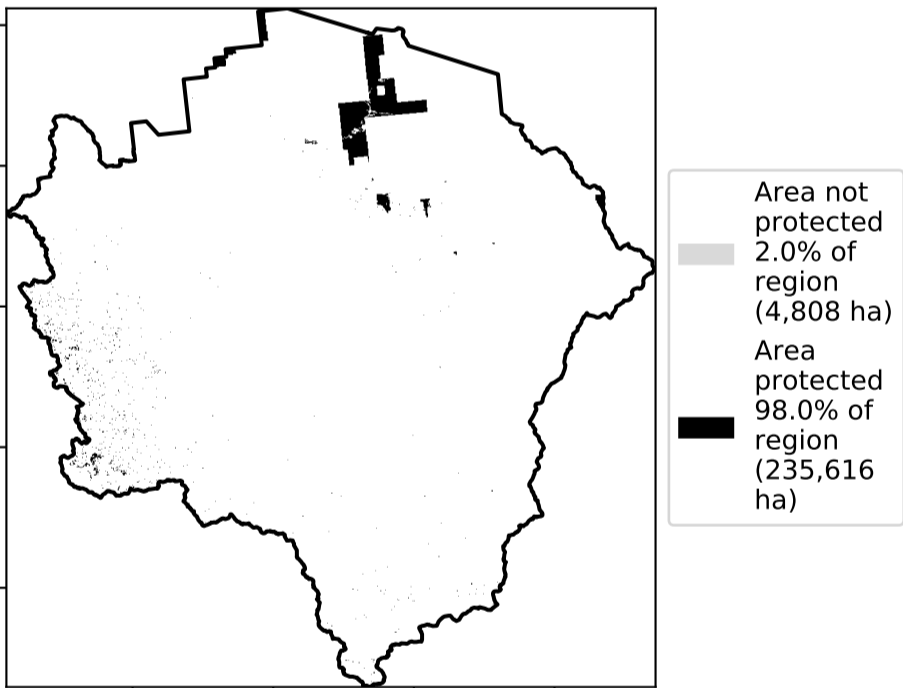 Area not
protected
2.0% of
region
(4,808 ha)
Area
protected
98.0% of
region
(235,616
ha)